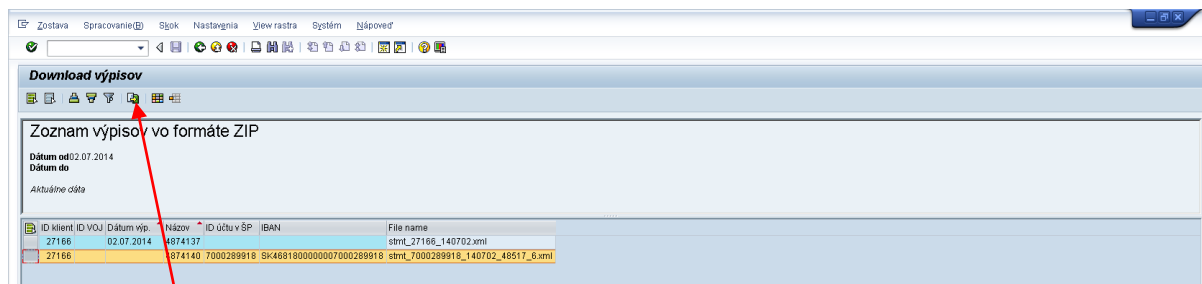 Zostava Spracovanie(B) Skok Nastavenia View rastra Systém Nápoveď
Download výpisov
Zoznam výpisov vo formáte ZIP
Dátum od02.07.2014
Dátum do
Aktuálne dáta
ID klient ID VOJ Dátum výp. Názov ID účtu v ŠP IBAN File name
27166 02.07.2014 4874137 stmt_27166_140702.xml
27166 4874140 7000289918 SK4681800000007000289918 stmt_7000289918_140702_48517_6.xml